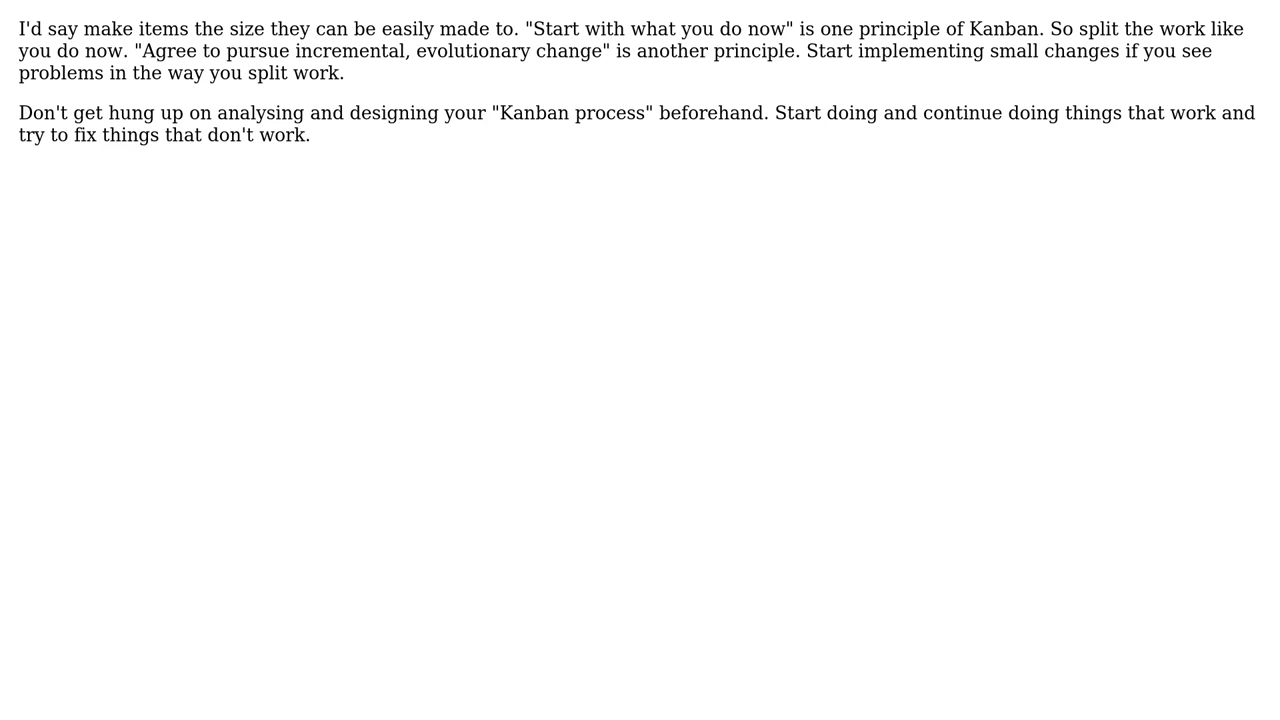 I'd say make items the size they can be easily made to. "Start with what you do now" is one principle of Kanban. So split the work like
you do now. "Agree to pursue incremental, evolutionary change" is another principle. Start implementing small changes if you see
problems in the way you split work.
Don't get hung up on analysing and designing your "Kanban process" beforehand. Start doing and continue doing things that work and
try to fix things that don't work.